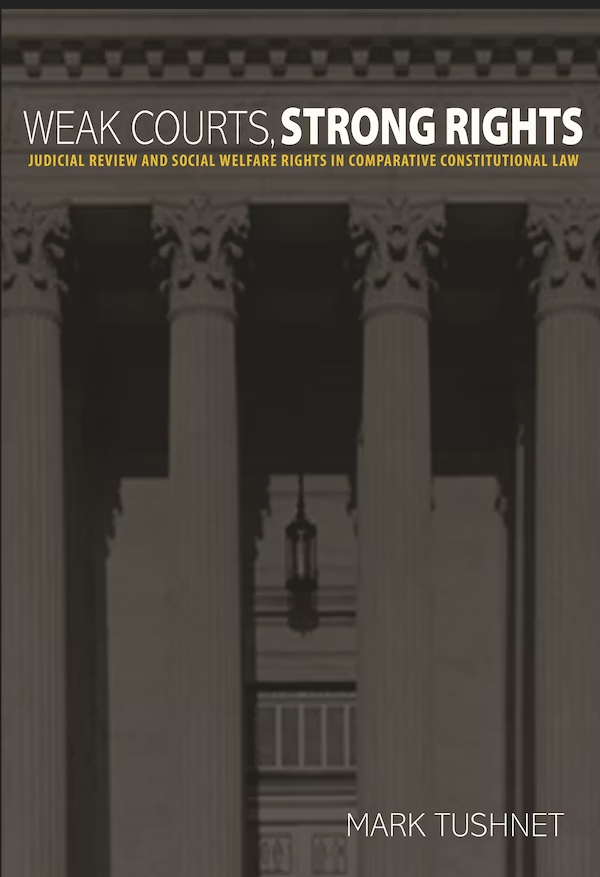 WEAK COURTS, STRONG RIGHTS
JUDICIAL REVIEW AND SOCIAL WELFARE RIGHTS IN COMPARATIVE CONSTITUTIONAL LAW
MARK TUSHNET